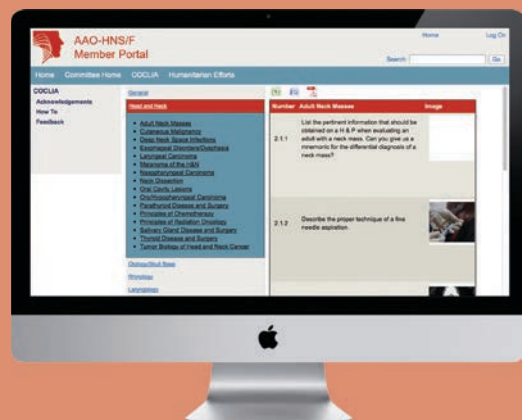 AAO-HNS/F
Member Portal
Home
Log On
Search:
Go
Home Committee Home COCLIA Humanitarian Efforts
COCLIA
Acknowledgements
How To
Feedback
General
Head and Neck
Adult Neck Masses
Cutaneous Malignancy
Deep Neck Space Infections
Esophageal Disorders/Dysphagia
Laryngeal Carcinoma
Melanoma of the H&N
Nasopharyngeal Carcinoma
Neck Dissection
Oral Cavity Lesions
Oro/Hypopharyngeal Carcinoma
Parathyroid Disease and Surgery
Principles of Chemotherapy
Principles of Radiation Oncology
Salivary Gland Disease and Surgery
Thyroid Disease and Surgery
Tumor Biology of Head and Neck Cancer
Otology/Skull Base
Rhinology
Laryngology
Number Adult Neck Masses Image
2.1.1
List the pertinent information that should be
obtained on a H & P when evaluating an
adult with a neck mass. Can you give us a
mnemonic for the differential diagnosis of a
neck mass?
2.1.2
Describe the proper technique of a fine
needle aspiration.